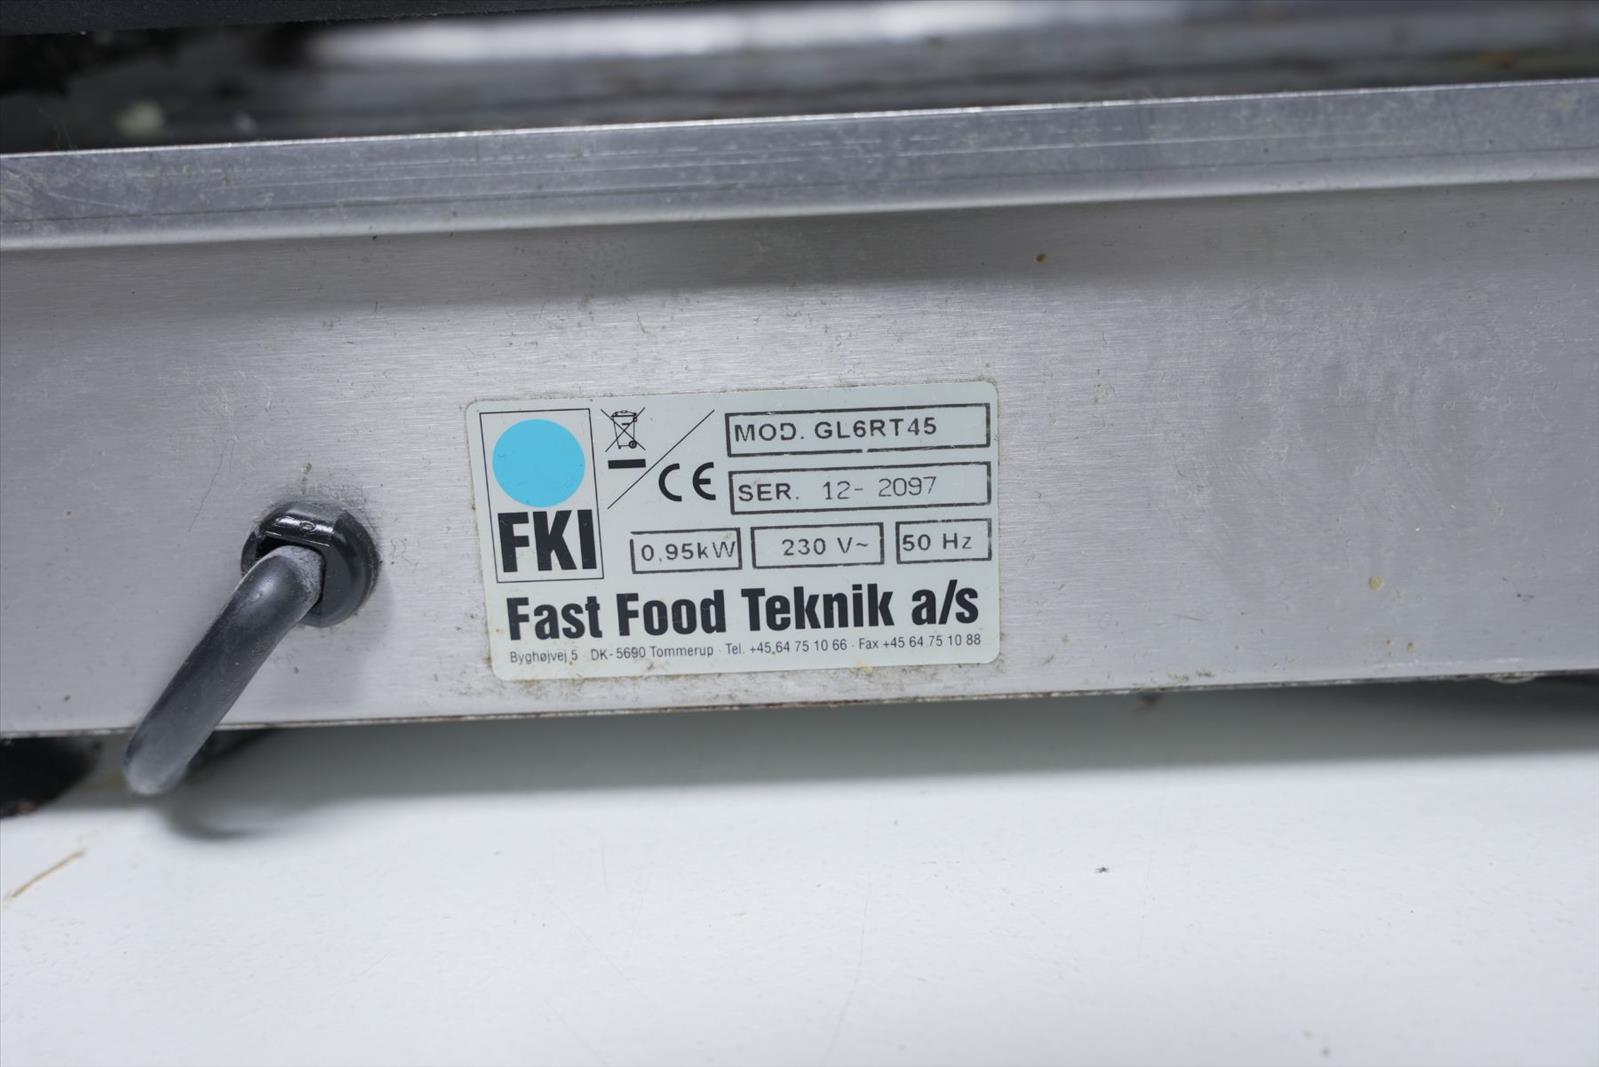 MOD. GL6RT45
CE
SER. 12- 2097
FKI
0,95kW 230 V~ 50 Hz
Fast Food Teknik a/s
Byghøjvej 5 · DK-5690 Tommerup · Tel. +45 64 75 10 66 · Fax +45 64 75 10 88